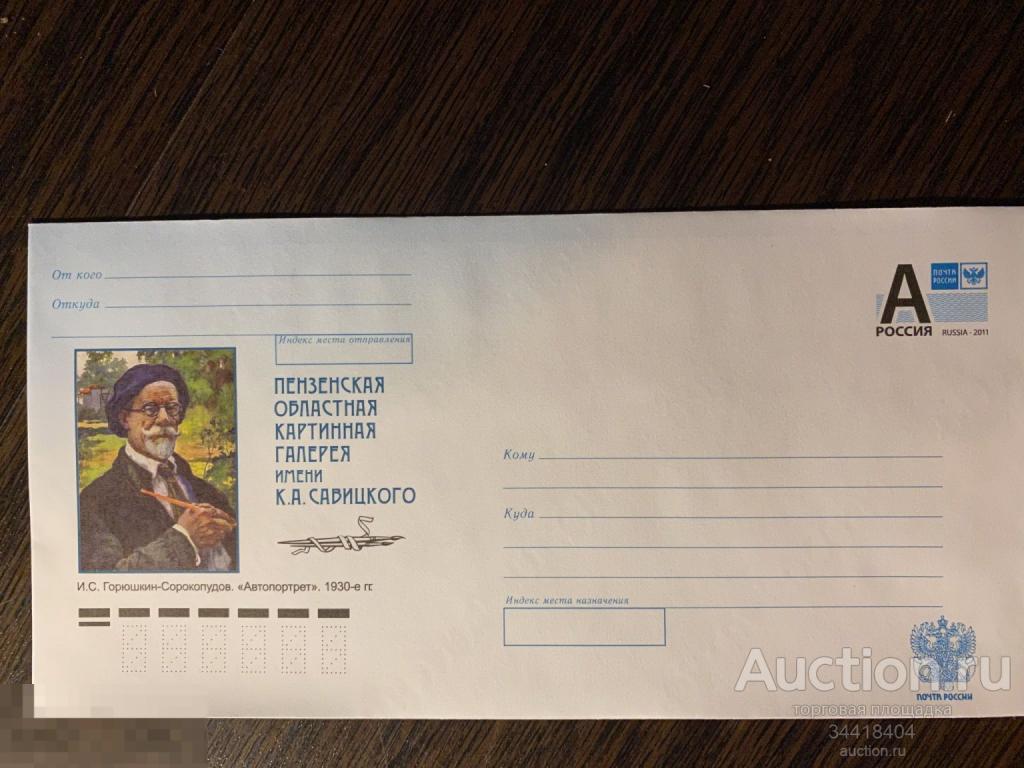 От кого
Откуда
Индекс места отправления
ПЕНЗЕНСКАЯ
ОБЛАСТНАЯ
КАРТИННАЯ
ГАЛЕРЕЯ
ИМЕНИ
К.А. САВИЦКОГО
И.С. Горюшкин-Сорокопудов. «Автопортрет». 1930-е гг.
А
ПОЧТА
РОССИИ
РОССИЯ
RUSSIA - 2011
Кому
Куда
Индекс места назначения
ПОЧТА РОССИИ
Auction.ru
торговая площадка
34418404
auction.ru